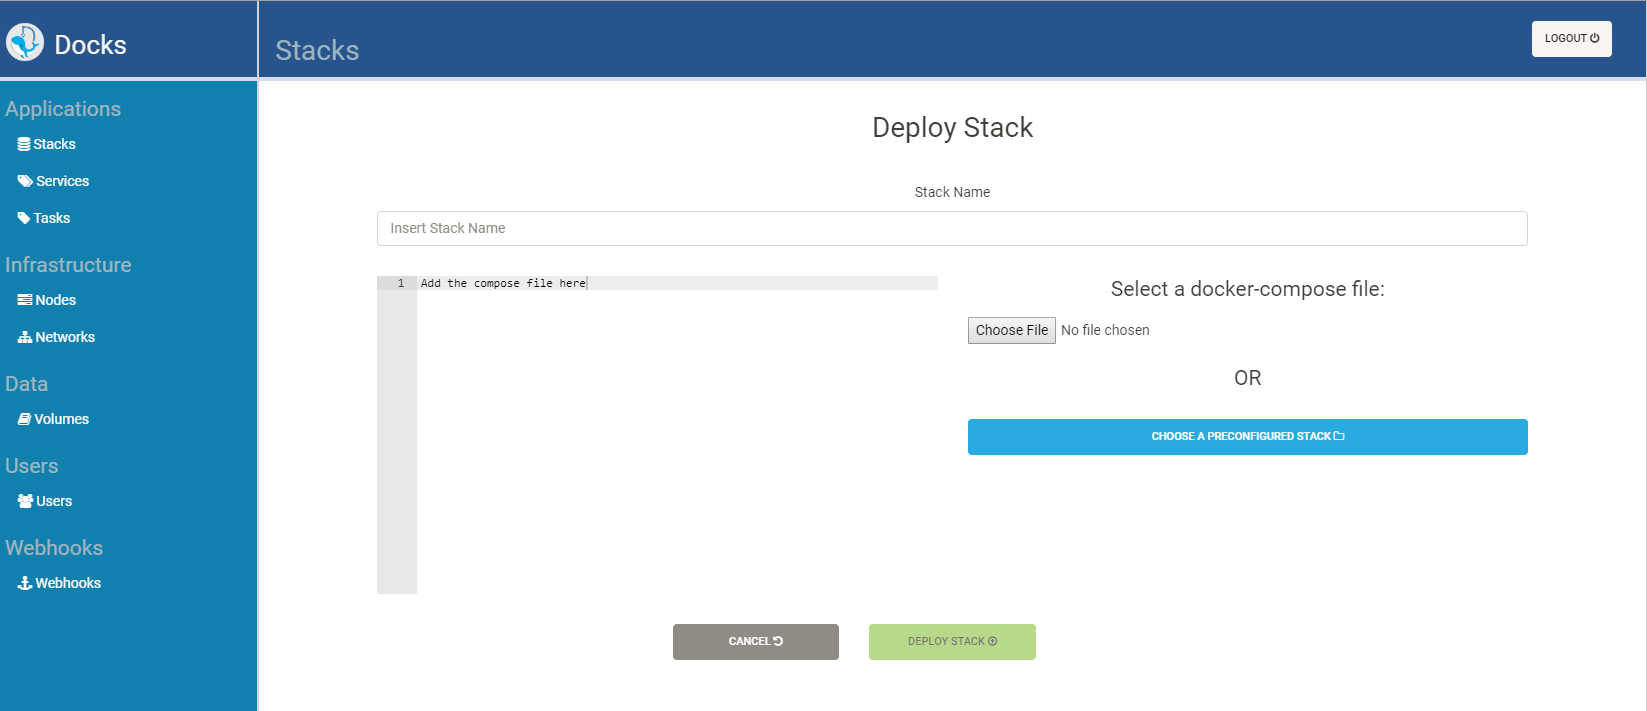 Docks
Stacks
LOGOUT
Applications
Stacks
Services
Tasks
Infrastructure
Nodes
Networks
Data
Volumes
Users
Users
Webhooks
Webhooks
Deploy Stack
Stack Name
Insert Stack Name
1 Add the compose file here
Select a docker-compose file:
Choose File No file chosen
OR
CHOOSE A PRECONFIGURED STACK
CANCEL
DEPLOY STACK